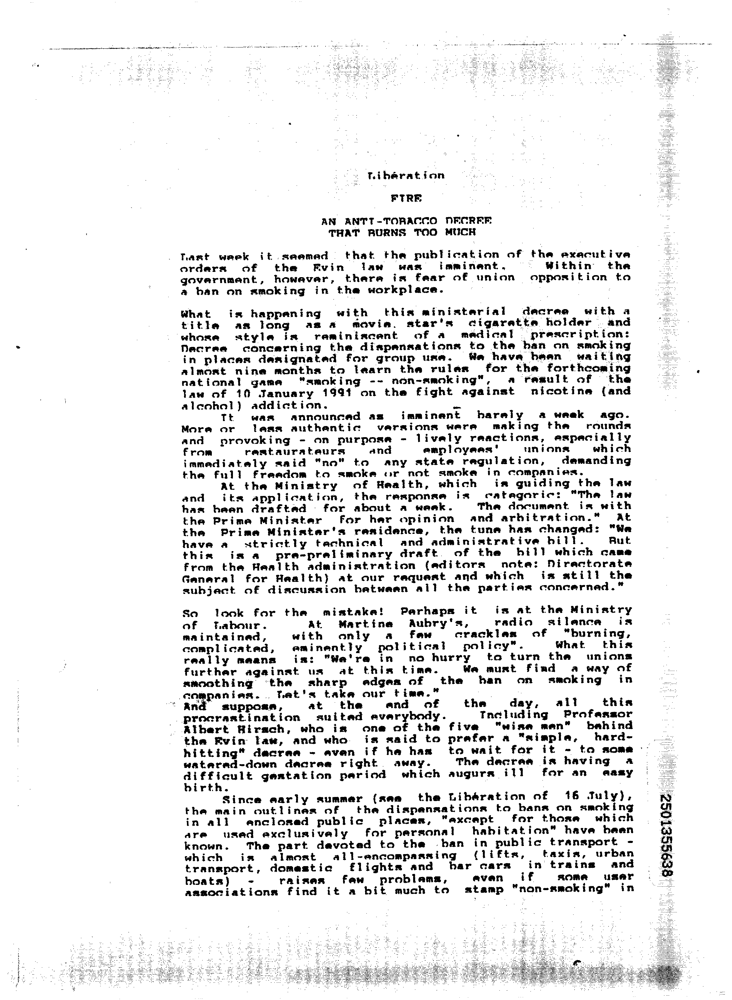 Libération
FIRE
AN ANTI-TOBACCO DECREE
THAT BURNS TOO MUCH
Last week it seemed that the publication of the executive
orders of the Evin law was imminent. Within the
government, however, there is fear of union opposition to
a ban on smoking in the workplace.
What is happening with this ministerial decree with a
title as long as a movie. star's cigarette holder and
whose style is reminiscent of a medical prescription:
Decree concerning the dispensations to the ban on smoking
in places designated for group use. We have been waiting
almost nine months to learn the rules for the forthcoming
national game "smoking -- non-smoking", a result of the
law of 10 January 1991 on the fight against nicotine (and
alcohol) addiction.
It was announced as imminent barely a week ago.
More or less authentic versions were making the rounds
and provoking - on purpose - lively reactions, especially
from restaurateurs and employees' unions which
immediately said "no" to any state regulation, demanding
the full freedom to smoke or not smoke in companies.
At the Ministry of Health, which is guiding the law
and its application, the response is categoric: "The law
has been drafted for about a week. The document is with
the Prime Minister for her opinion and arbitration." At
the Prime Minister's residence, the tune has changed: "We
have a strictly technical and administrative bill. But
this is a pre-preliminary draft of the bill which came
from the Health administration (editors note: Directorate
General for Health) at our request and which is still the
subject of discussion between all the parties concerned."
So look for the mistake! Perhaps it is at the Ministry
of Labour. At Martine Aubry's, radio silence is
maintained, with only a few crackles of "burning,
complicated, eminently political policy". What this
really means is: "We're in no hurry to turn the unions
further against us at this time. We must find a way of
smoothing the sharp edges of the ban on smoking in
companies. Let's take our time."
And suppose, at the end of the day, all this
procrastination suited everybody. Including Professor
Albert Hirsch, who is one of the five "wise men" behind
the Evin law, and who is said to prefer a "simple, hard-
hitting" decree - even if he has to wait for it - to some
watered-down decree right away. The decree is having a
difficult gestation period which augurs ill for an easy
birth.
Since early summer (see the Libération of 16 July),
the main outlines of the dispensations to bans on smoking
in all enclosed public places, "except for those which
are used exclusively for personal habitation" have been
known. The part devoted to the ban in public transport -
which is almost all-encompassing (lifts, taxis, urban
transport, domestic flights and bar cars in trains and
boats) - raises few problems, even if some user
associations find it a bit much to stamp "non-smoking" in
2501355638